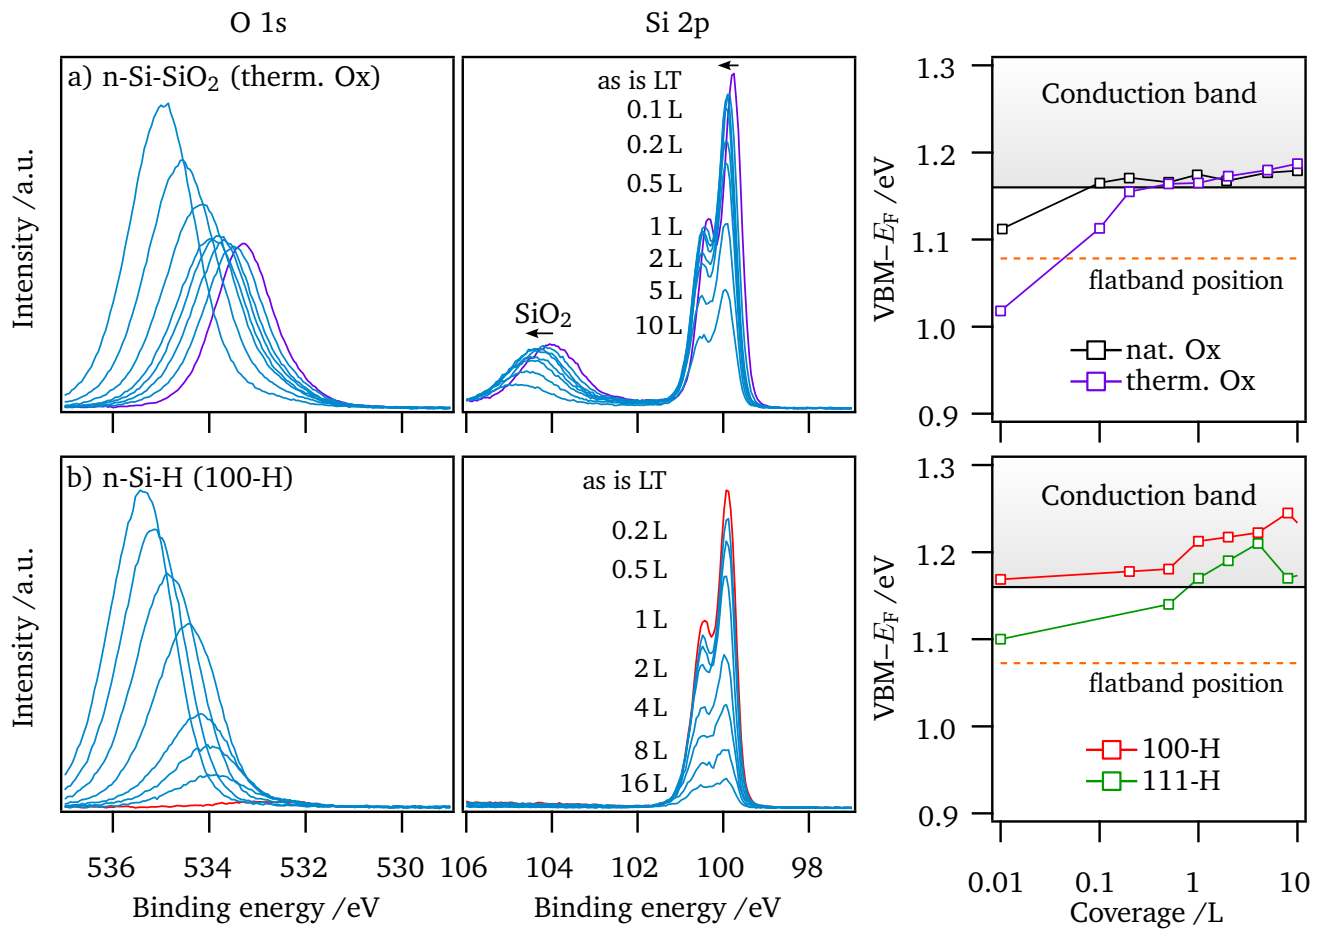 O 1s
Si 2p
Intensity /a.u.
a) n-Si-SiO₂ (therm. Ox)
as is LT
0.1 L
0.2 L
0.5 L
1 L
2 L
5 L
10 L
SiO₂
VBM–E_F /eV
1.3
1.2
1.1
1.0
0.9
Conduction band
flatband position
nat. Ox
therm. Ox
Intensity /a.u.
b) n-Si-H (100-H)
as is LT
0.2 L
0.5 L
1 L
2 L
4 L
8 L
16 L
VBM–E_F /eV
1.3
1.2
1.1
1.0
0.9
Conduction band
flatband position
100-H
111-H
536 534 532 530
106 104 102 100 98
0.01 0.1 1 10
Binding energy /eV
Binding energy /eV
Coverage /L